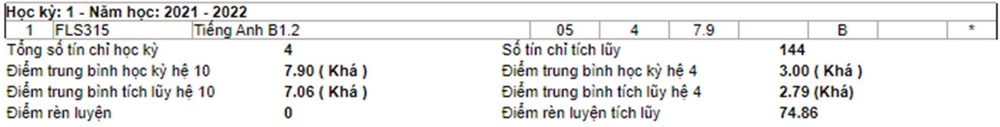 Học kỳ: 1 - Năm học: 2021 - 2022
1 FLS315 Tiếng Anh B1.2 05 4 7.9 B *
Tổng số tín chỉ học kỳ 4 Số tín chỉ tích lũy 144
Điểm trung bình học kỳ hệ 10 7.90 ( Khá ) Điểm trung bình học kỳ hệ 4 3.00 ( Khá )
Điểm trung bình tích lũy hệ 10 7.06 ( Khá ) Điểm trung bình tích lũy hệ 4 2.79 (Khá)
Điểm rèn luyện 0 Điểm rèn luyện tích lũy 74.86